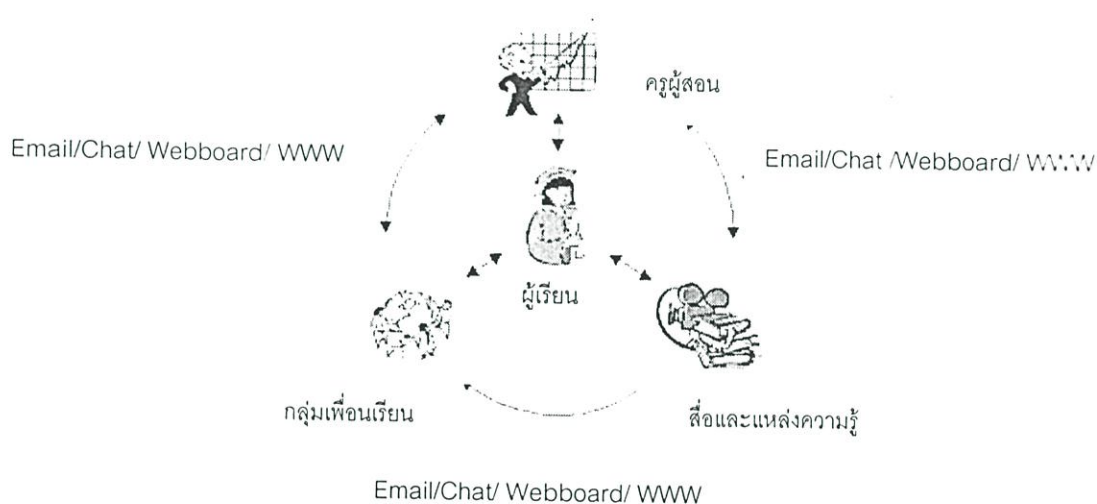 ครูผู้สอน
Email/Chat/ Webboard/ WWW
Email/Chat /Webboard/ WWW
ผู้เรียน
กลุ่มเพื่อนเรียน
สื่อและแหล่งความรู้
Email/Chat/ Webboard/ WWW